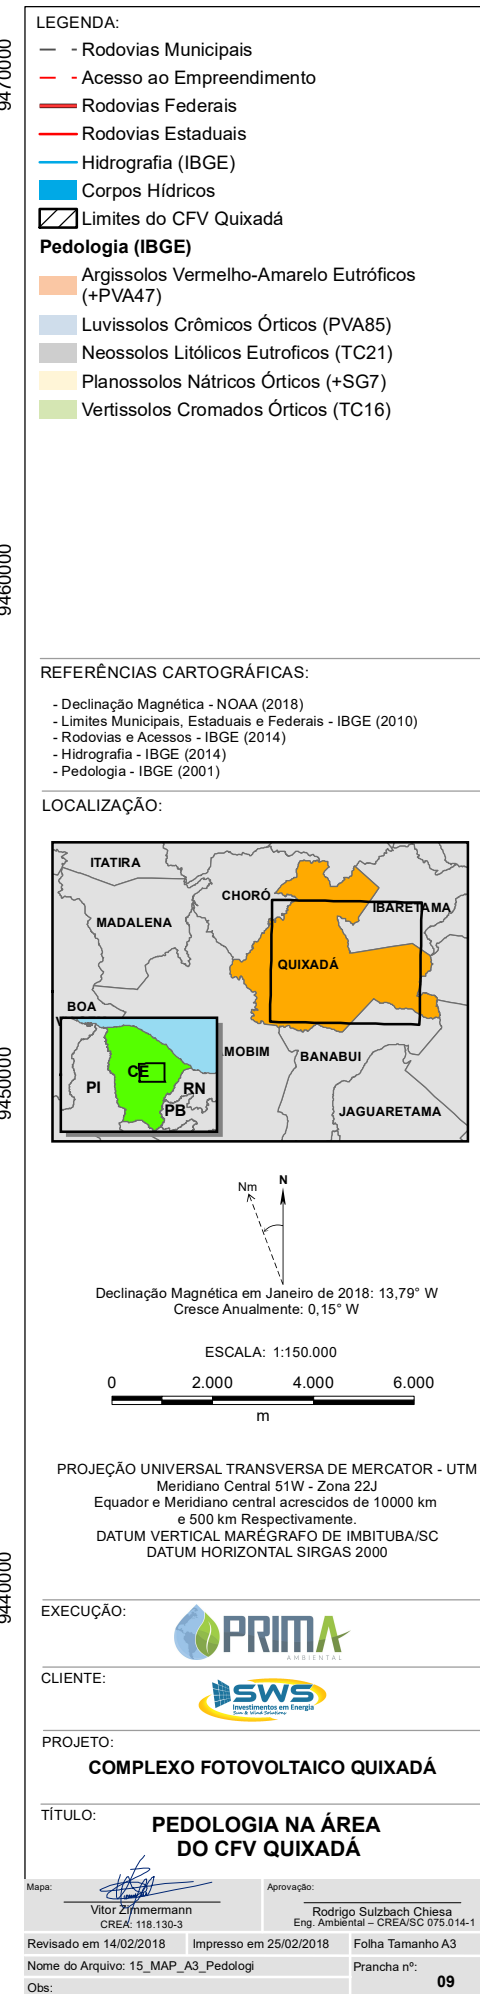 LEGENDA:
Rodovias Municipais
Acesso ao Empreendimento
Rodovias Federais
Rodovias Estaduais
Hidrografia (IBGE)
Corpos Hídricos
Limites do CFV Quixadá
Pedologia (IBGE)
Argissolos Vermelho-Amarelo Eutróficos
(+PVA47)
Luvissolos Crômicos Órticos (PVA85)
Neossolos Litólicos Eutroficos (TC21)
Planossolos Nátricos Órticos (+SG7)
Vertissolos Cromados Órticos (TC16)
9470000
9460000
9450000
9440000
REFERÊNCIAS CARTOGRÁFICAS:
- Declinação Magnética - NOAA (2018)
- Limites Municipais, Estaduais e Federais - IBGE (2010)
- Rodovias e Acessos - IBGE (2014)
- Hidrografia - IBGE (2014)
- Pedologia - IBGE (2001)
LOCALIZAÇÃO:
ITATIRA
CHORÓ
IBARETAMA
MADALENA
QUIXADÁ
BOA
MOBIM
BANABUI
JAGUARETAMA
CE
PI
RN
PB
Nm
N
Declinação Magnética em Janeiro de 2018: 13,79° W
Cresce Anualmente: 0,15° W
ESCALA: 1:150.000
0 2.000 4.000 6.000
m
PROJEÇÃO UNIVERSAL TRANSVERSA DE MERCATOR - UTM
Meridiano Central 51W - Zona 22J
Equador e Meridiano central acrescidos de 10000 km
e 500 km Respectivamente.
DATUM VERTICAL MARÉGRAFO DE IMBITUBA/SC
DATUM HORIZONTAL SIRGAS 2000
EXECUÇÃO:
PRIMA
AMBIENTAL
CLIENTE:
SWS
Investimentos em Energia
Sun & Wind Solutions
PROJETO:
COMPLEXO FOTOVOLTAICO QUIXADÁ
TÍTULO:
PEDOLOGIA NA ÁREA
DO CFV QUIXADÁ
Mapa:
Vitor Zimmermann
CREA: 118.130-3
Aprovação:
Rodrigo Sulzbach Chiesa
Eng. Ambiental – CREA/SC 075.014-1
Revisado em 14/02/2018 Impresso em 25/02/2018 Folha Tamanho A3
Nome do Arquivo: 15_MAP_A3_Pedologi
Prancha nº:
09
Obs: